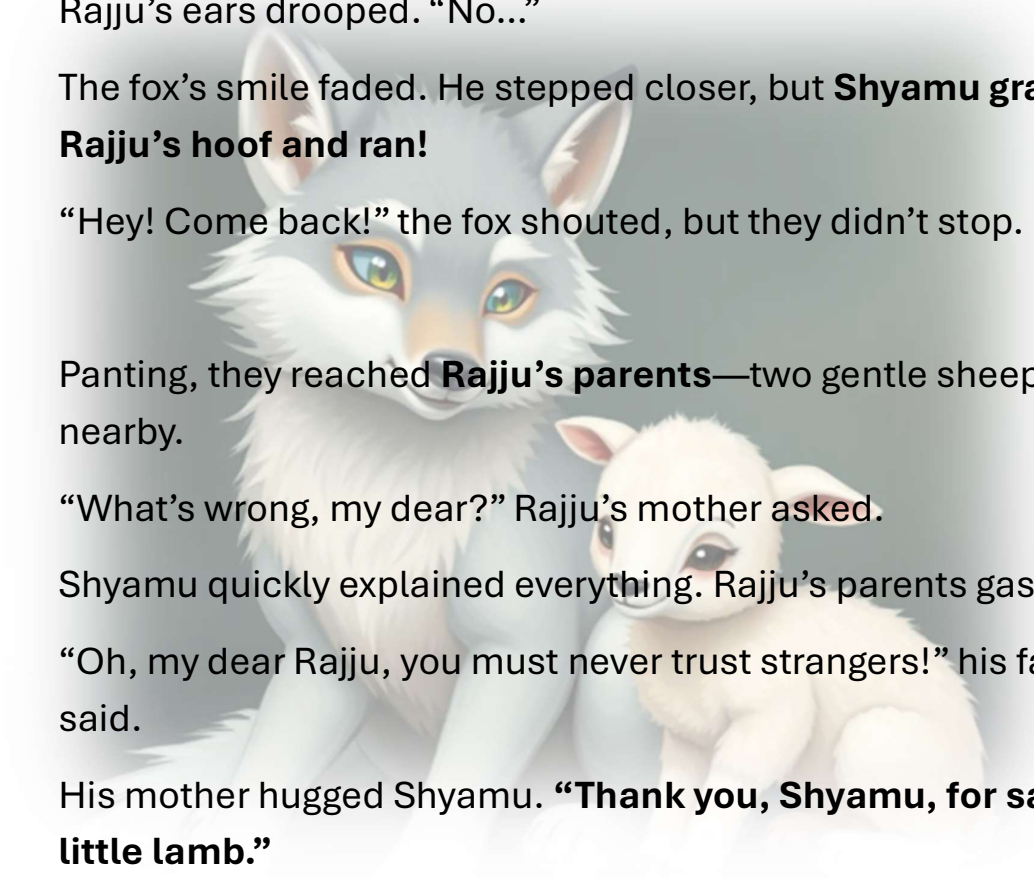 Rajju’s ears drooped. “No...”
The fox’s smile faded. He stepped closer, but Shyamu gra
Rajju’s hoof and ran!
“Hey! Come back!” the fox shouted, but they didn’t stop.
Panting, they reached Rajju’s parents—two gentle sheep
nearby.
“What’s wrong, my dear?” Rajju’s mother asked.
Shyamu quickly explained everything. Rajju’s parents gas
“Oh, my dear Rajju, you must never trust strangers!” his fa
said.
His mother hugged Shyamu. “Thank you, Shyamu, for sa
little lamb.”